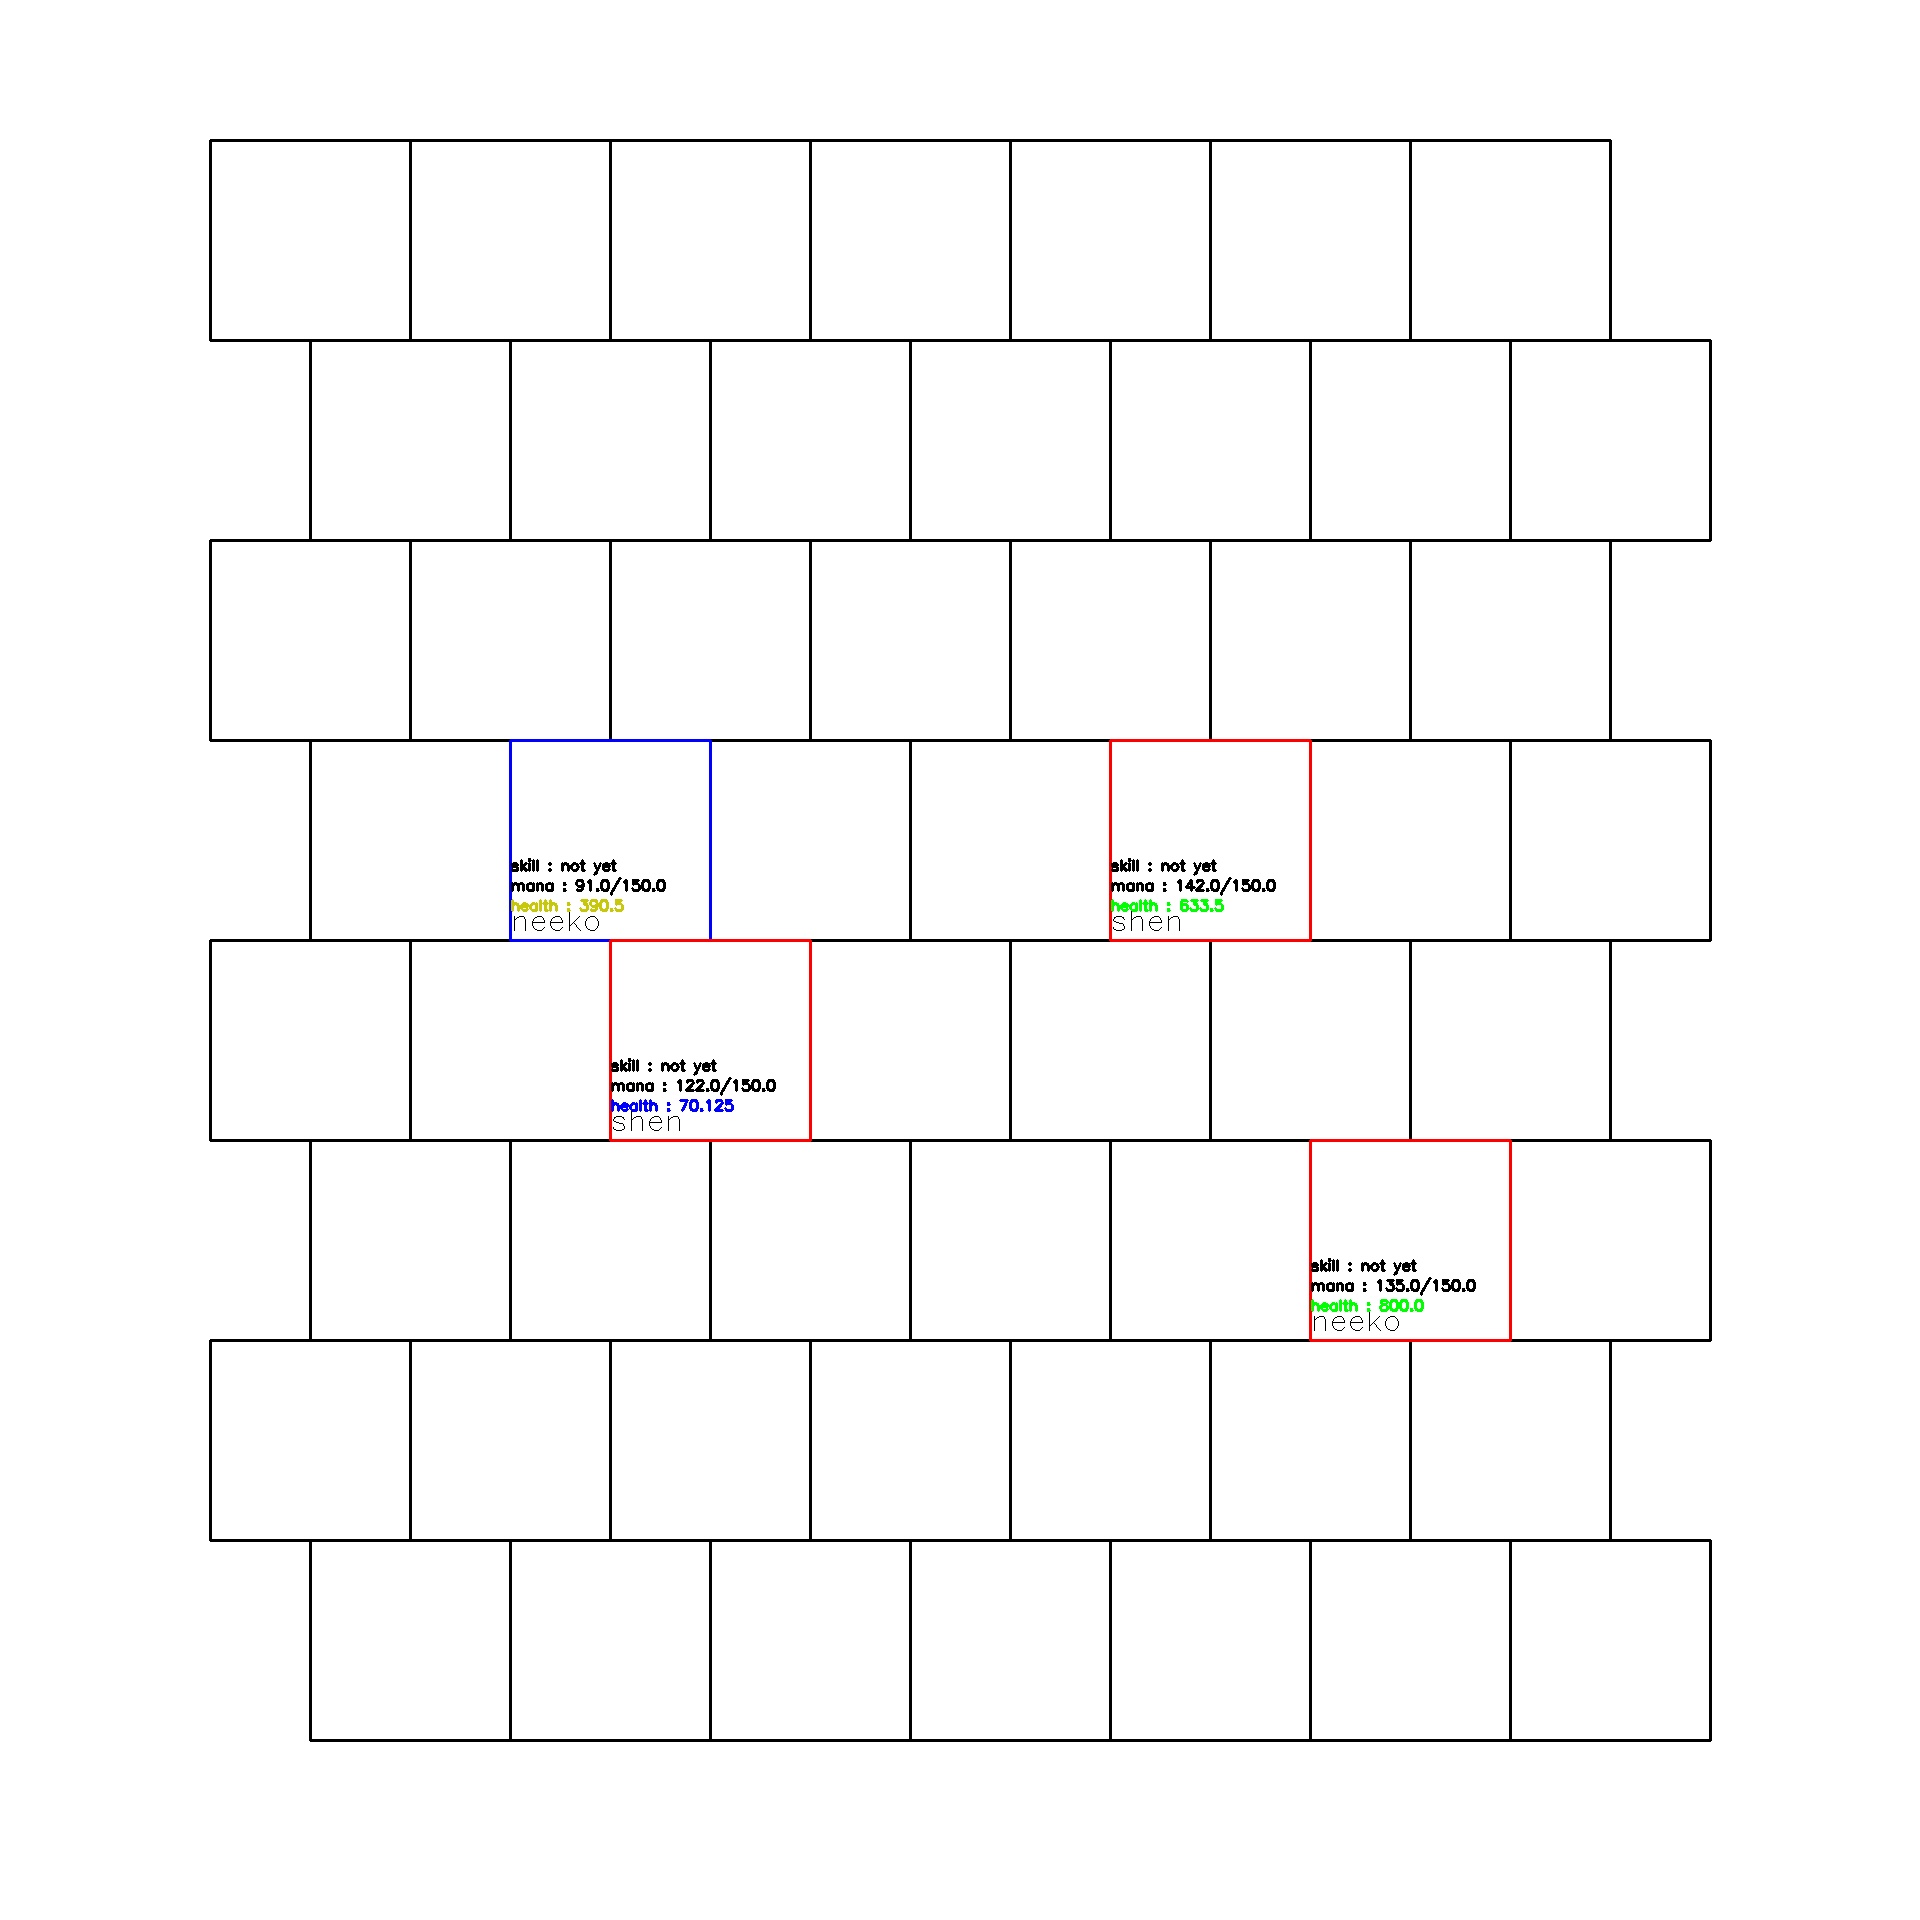 skill : not yet
mana : 91.0/150.0
health : 390.5
neeko
skill : not yet
mana : 142.0/150.0
health : 633.5
shen
skill : not yet
mana : 122.0/150.0
health : 70.125
shen
skill : not yet
mana : 135.0/150.0
health : 800.0
neeko